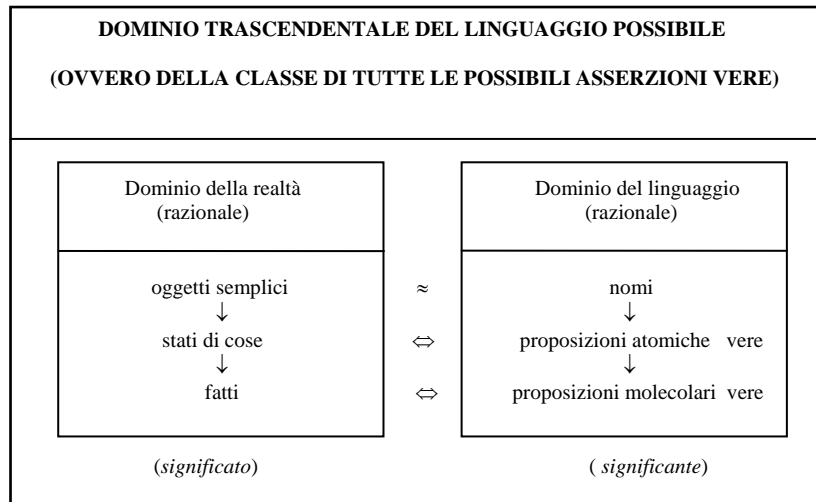 DOMINIO TRASCENDENTALE DEL LINGUAGGIO POSSIBILE
(OVVERO DELLA CLASSE DI TUTTE LE POSSIBILI ASSERZIONI VERE)
Dominio della realtà
(razionale)
oggetti semplici
↓
stati di cose
↓
fatti
(significato)
≈
⇔
⇔
Dominio del linguaggio
(razionale)
nomi
↓
proposizioni atomiche vere
↓
proposizioni molecolari vere
( significante)